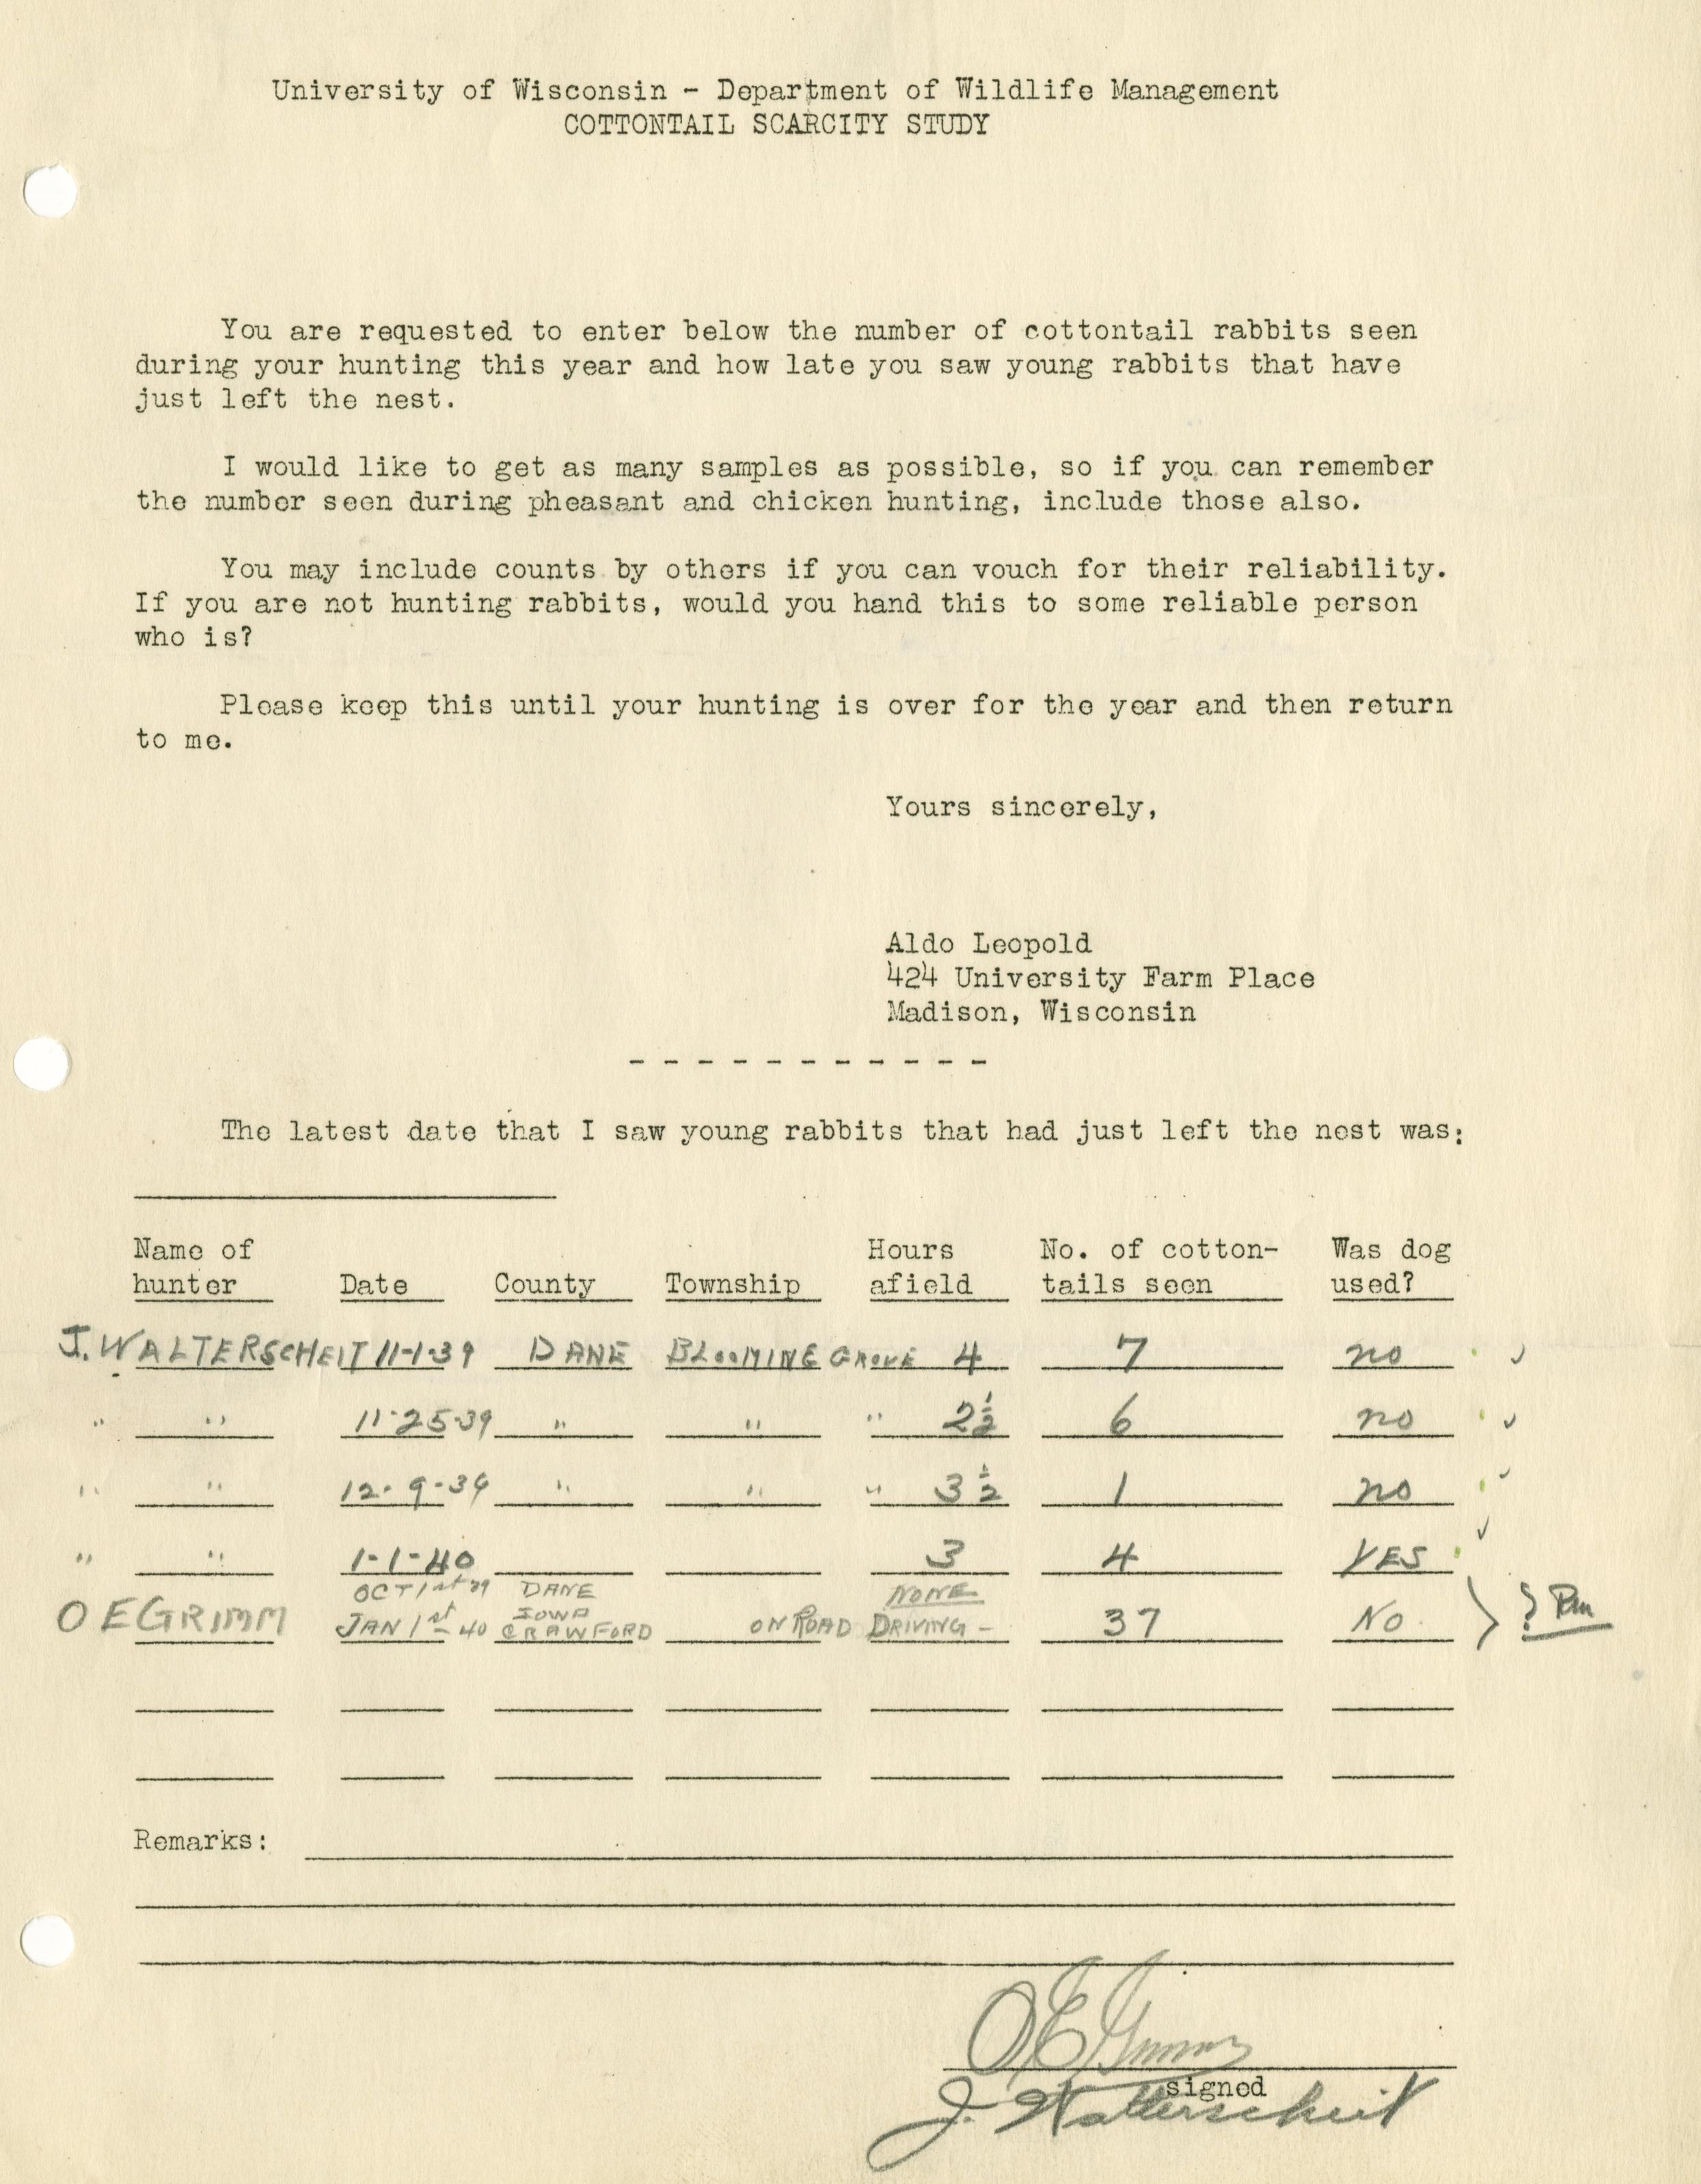 University of Wisconsin - Department of Wildlife Management
COTTONTAIL SCARCITY STUDY
You are requested to enter below the number of cottontail rabbits seen
during your hunting this year and how late you saw young rabbits that have
just left the nest.
I would like to get as many samples as possible, so if you can remember
the number seen during pheasant and chicken hunting, include those also.
You may include counts by others if you can vouch for their reliability.
If you are not hunting rabbits, would you hand this to some reliable person
who is?
Please keep this until your hunting is over for the year and then return
to me.
Yours sincerely,
Aldo Leopold
424 University Farm Place
Madison, Wisconsin
- - - - - - - - - - -
The latest date that I saw young rabbits that had just left the nest was:
Name of hunter Date County Township Hours afield No. of cotton-tails seen Was dog used?
J. WALTERSCHEIT 11-1-39 DANE BLOOMING GROVE 4 7 no
" " 11-25-39 " " " 2½ 6 no
" " 12-9-39 " " " 3½ 1 no
" " 1-1-40 3 4 YES
OCT 1st 39 DANE NONE
O E GRIMM JAN 1st 40 IOWA CRAWFORD ON ROAD DRIVING - 37 NO
Remarks:
O E Grimm
signed
J. Walterscheit